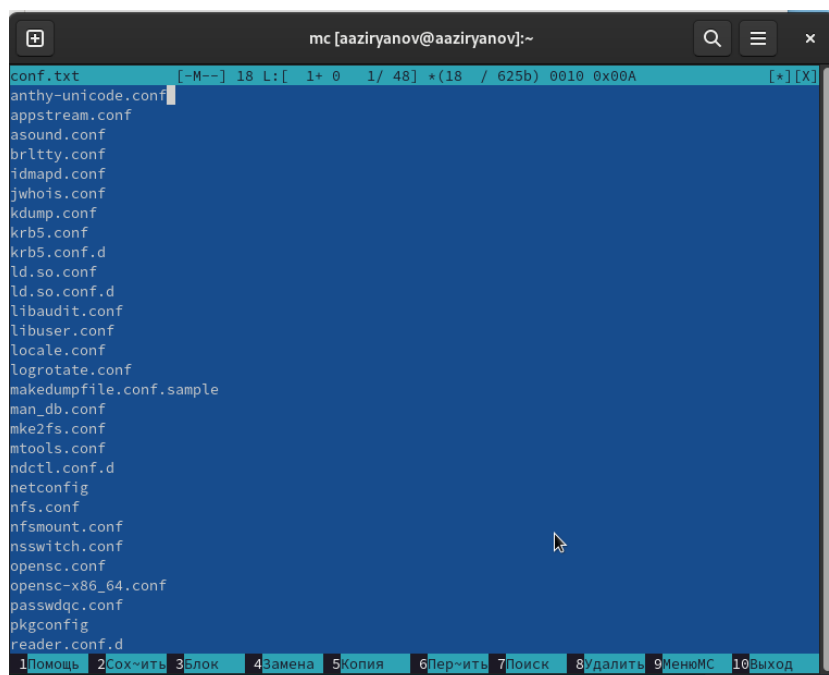 mc [aaziryanov@aaziryanov]:~
conf.txt [-M--] 18 L:[ 1+ 0 1/ 48] *(18 / 625b) 0010 0x00A [*][X]
anthy-unicode.conf
appstream.conf
asound.conf
brltty.conf
idmapd.conf
jwhois.conf
kdump.conf
krb5.conf
krb5.conf.d
ld.so.conf
ld.so.conf.d
libaudit.conf
libuser.conf
locale.conf
logrotate.conf
makedumpfile.conf.sample
man_db.conf
mke2fs.conf
mtools.conf
ndctl.conf.d
netconfig
nfs.conf
nfsmount.conf
nsswitch.conf
opensc.conf
opensc-x86_64.conf
passwdqc.conf
pkgconfig
reader.conf.d
1Помощь 2Сох~ить 3Блок 4Замена 5Копия 6Пер~ить 7Поиск 8Удалить 9МенюМС 10Выход